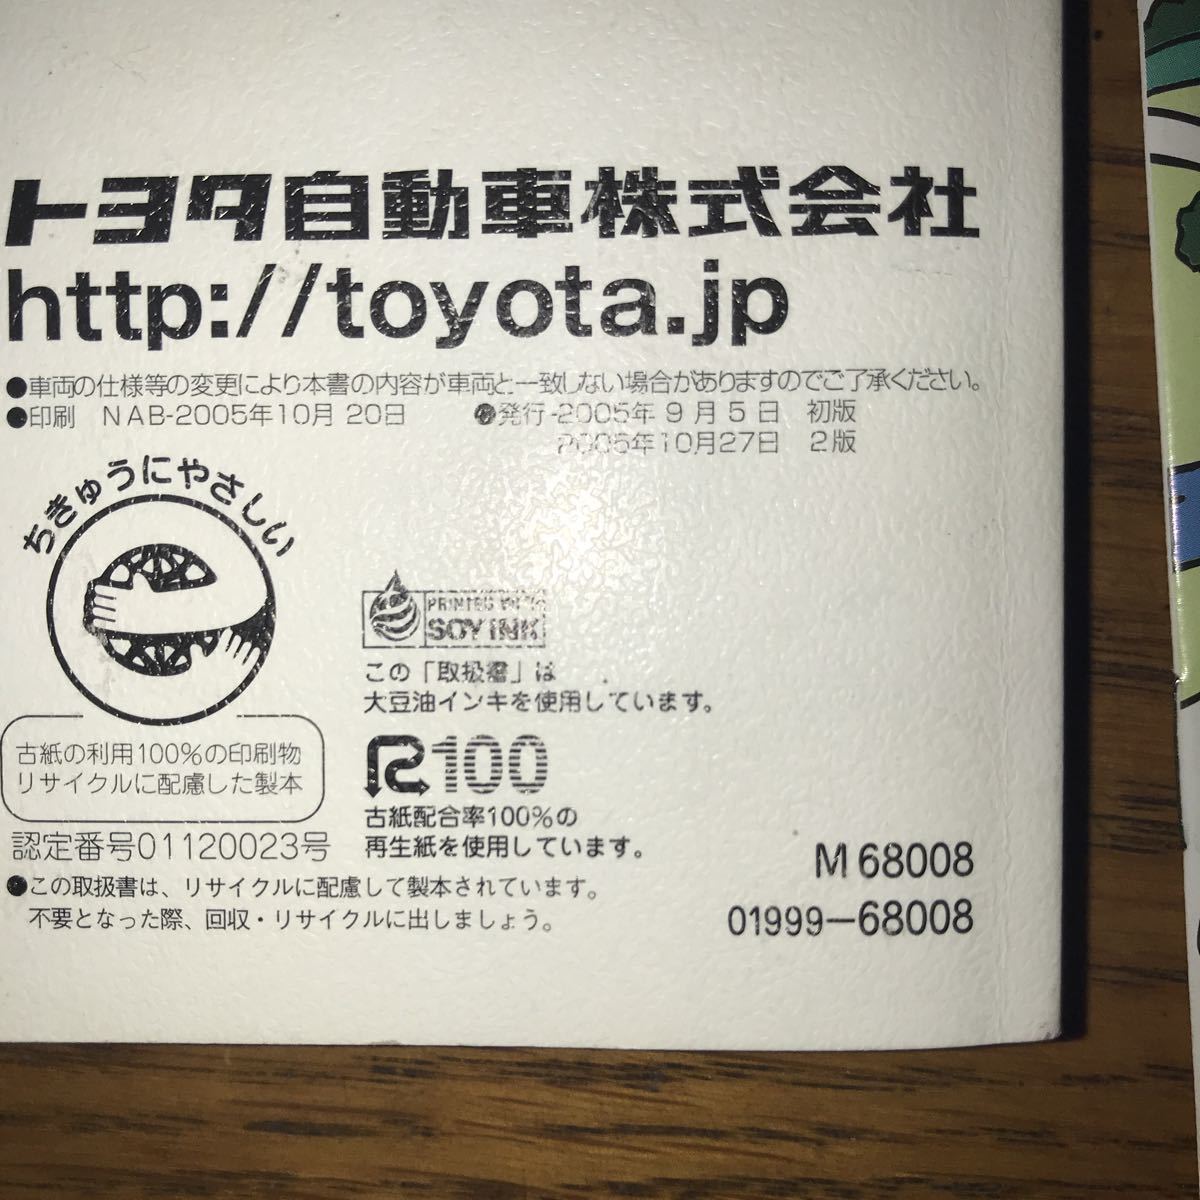 トヨタ自動車株式会社
http://toyota.jp
●車両の仕様等の変更により本書の内容が車両と一致しない場合がありますのでご了承ください。
●印刷 NAB-2005年10月20日 ●発行-2005年9月5日 初版
2005年10月27日 2版
ちきゅうにやさしい
古紙の利用100%の印刷物
リサイクルに配慮した製本
認定番号01120023号
PRINTED WITH
SOY INK
この「取扱書」は
大豆油インキを使用しています。
R100
古紙配合率100%の
再生紙を使用しています。
●この取扱書は、リサイクルに配慮して製本されています。
不要となった際、回収・リサイクルに出しましょう。
M 68008
01999-68008